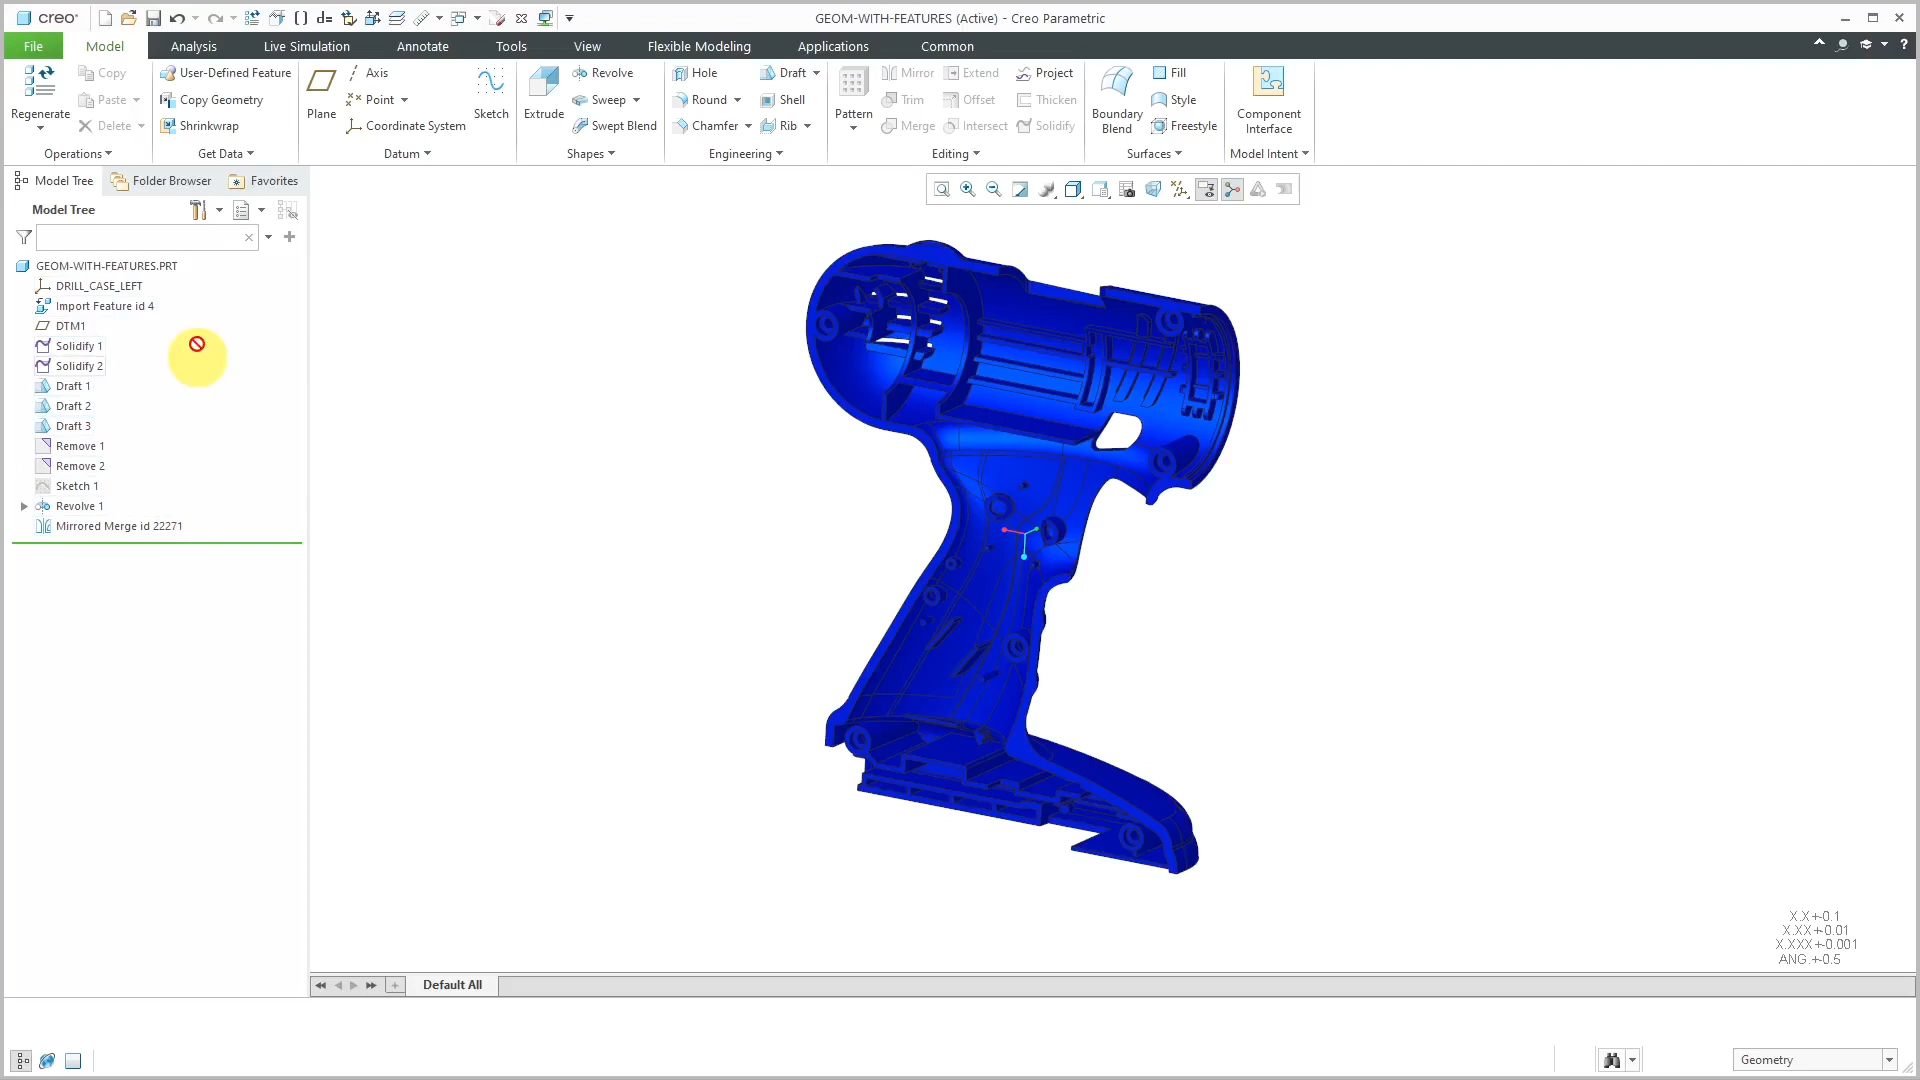 creo
d=
GEOM-WITH-FEATURES (Active) - Creo Parametric
File Model Analysis Live Simulation Annotate Tools View Flexible Modeling Applications Common
Regenerate
Copy
Paste
Delete
Operations
User-Defined Feature
Copy Geometry
Shrinkwrap
Get Data
Plane
Axis
Point
Coordinate System
Sketch
Datum
Extrude
Revolve
Sweep
Swept Blend
Shapes
Hole
Round
Chamfer
Draft
Shell
Rib
Engineering
Pattern
Mirror
Trim
Merge
Extend
Offset
Intersect
Project
Thicken
Solidify
Editing
Boundary
Blend
Fill
Style
Freestyle
Surfaces
Component
Interface
Model Intent
Model Tree Folder Browser Favorites
Model Tree
GEOM-WITH-FEATURES.PRT
DRILL_CASE_LEFT
Import Feature id 4
DTM1
Solidify 1
Solidify 2
Draft 1
Draft 2
Draft 3
Remove 1
Remove 2
Sketch 1
Revolve 1
Mirrored Merge id 22271
X.X+-0.1
X.XX+-0.01
X.XXX+-0.001
ANG.+-0.5
Default All
Geometry